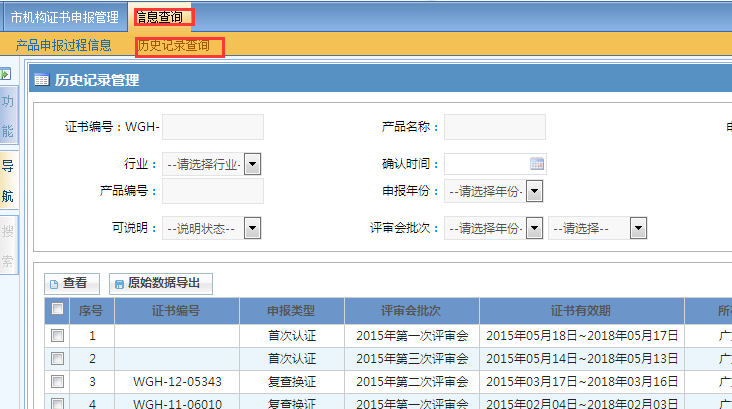 市机构证书申报管理 信息查询
产品申报过程信息 历史记录查询
功能
导航
搜索
历史记录管理
证书编号：WGH- 产品名称：
行业： --请选择行业- 确认时间：
产品编号： 申报年份： --请选择年份-
可说明： --说明状态-- 评审会批次： --请选择年份- --请选择--
查看 原始数据导出
序号 证书编号 申报类型 评审会批次 证书有效期
1 首次认证 2015年第一次评审会 2015年05月18日~2018年05月17日
2 首次认证 2015年第三次评审会 2015年05月14日~2018年05月13日
3 WGH-12-05343 复查换证 2015年第二次评审会 2015年03月17日~2018年03月16日
4 WGH-11-06010 复查换证 2015年第一次评审会 2015年02月04日~2018年02月03日